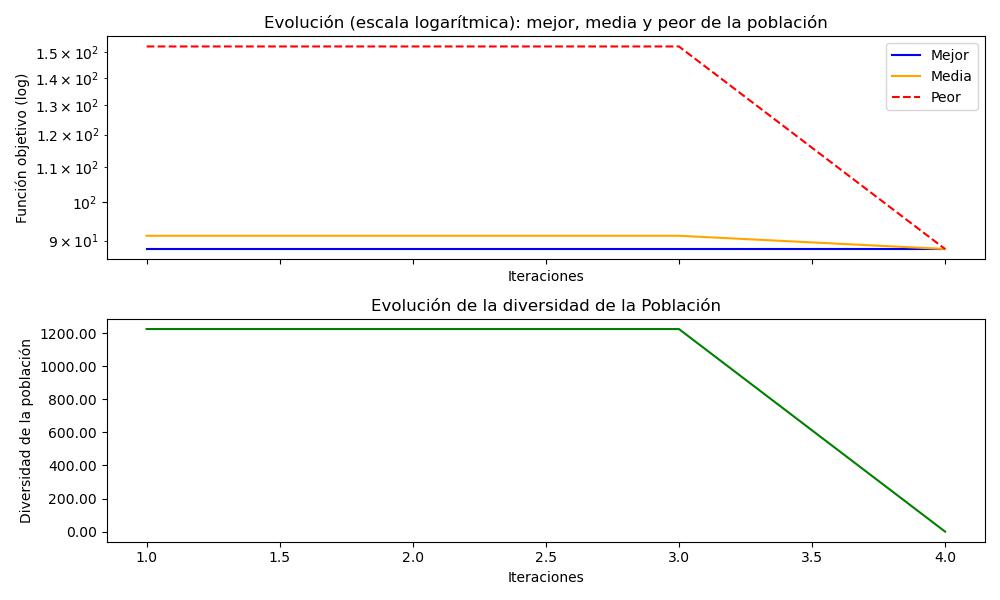 Evolución (escala logarítmica): mejor, media y peor de la población
1.5 × 10²
1.4 × 10²
1.3 × 10²
1.2 × 10²
1.1 × 10²
10²
9 × 10¹
Función objetivo (log)
Mejor
Media
Peor
Iteraciones
Evolución de la diversidad de la Población
1200.00
1000.00
800.00
600.00
400.00
200.00
0.00
Diversidad de la población
1.0 1.5 2.0 2.5 3.0 3.5 4.0
Iteraciones